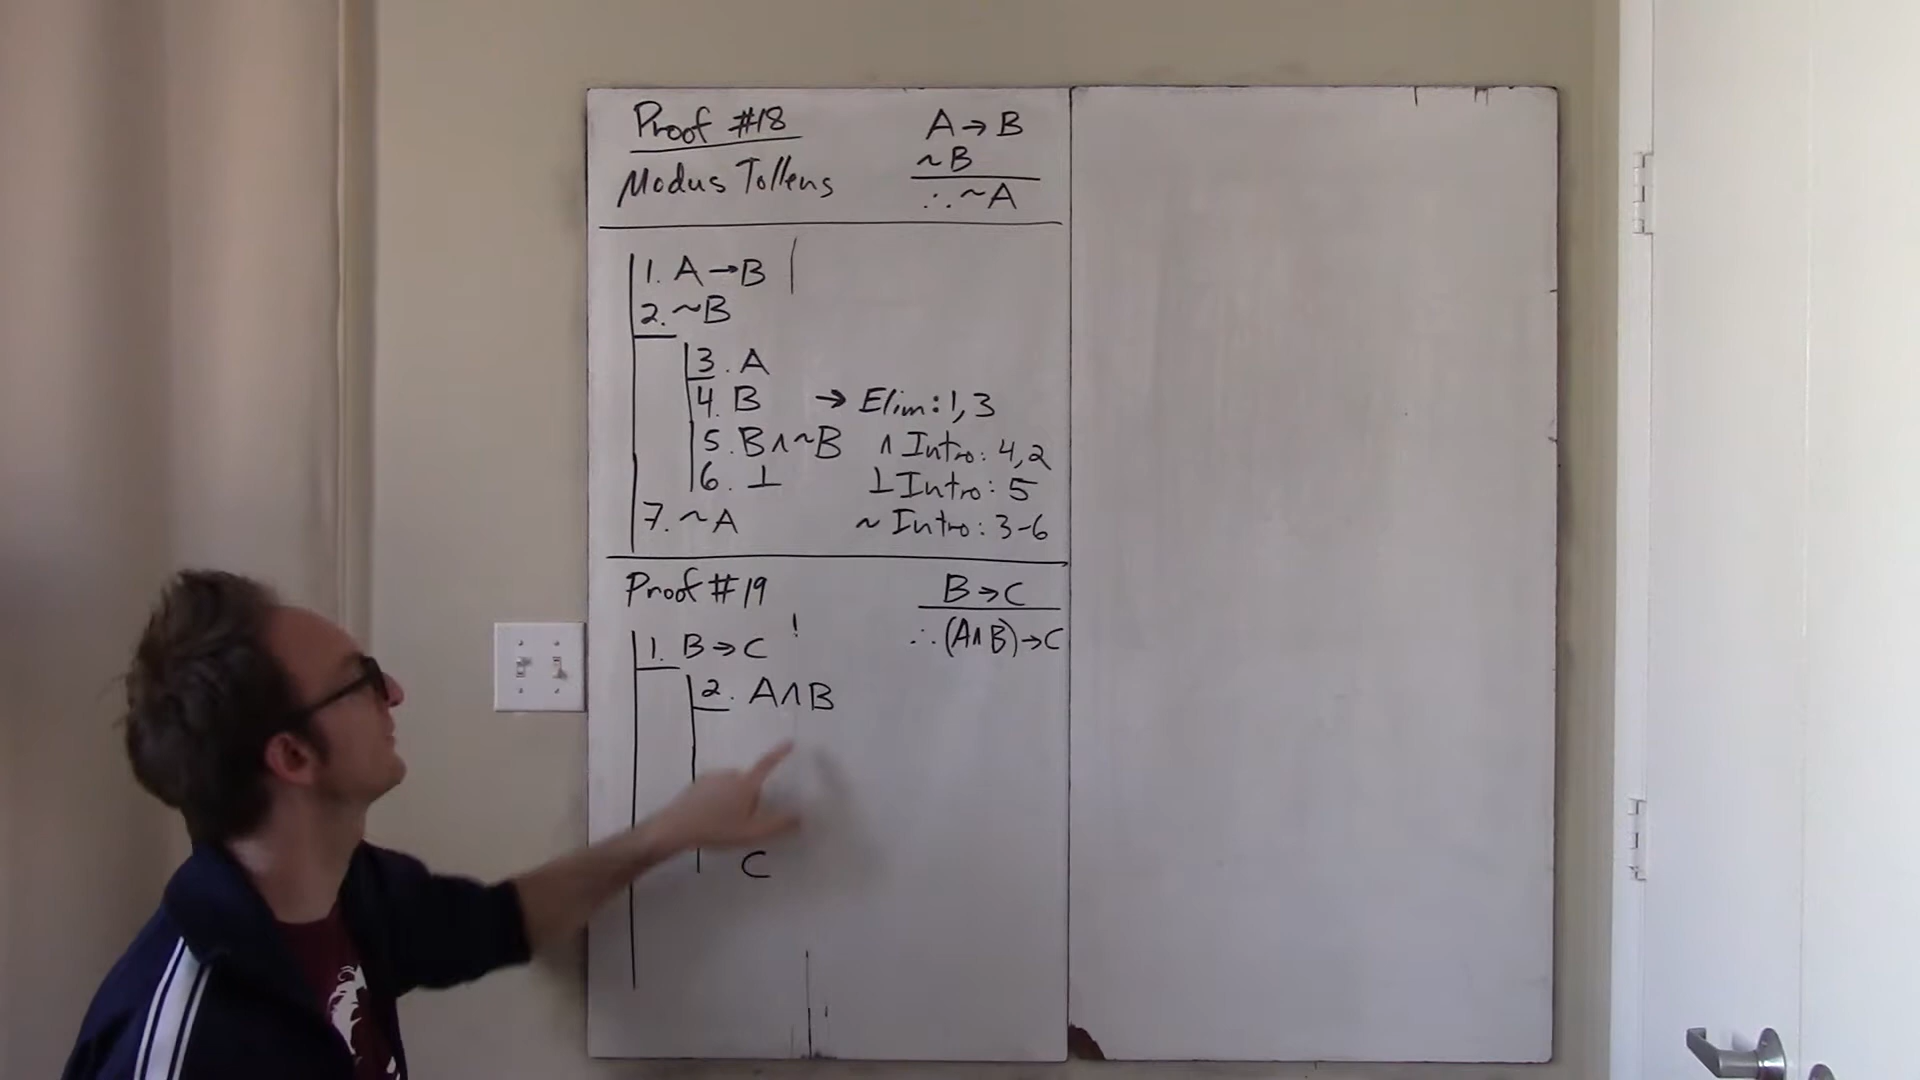 Proof #18
Modus Tollens
A → B
~B
∴ ~A
1. A → B
2. ~B
3. A
4. B → Elim: 1, 3
5. B ∧ ~B ∧ Intro: 4, 2
6. ⊥ ⊥ Intro: 5
7. ~A ~ Intro: 3-6
Proof #19
B → C
∴ (A ∧ B) → C
1. B → C !
2. A ∧ B
C